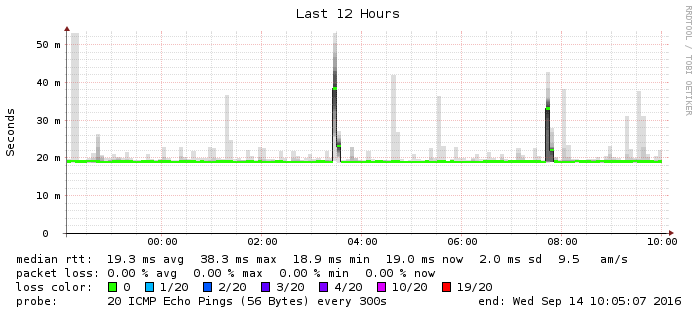 Last 12 Hours
RRDTOOL / TOBI OETIKER
Seconds
50 m
40 m
30 m
20 m
10 m
0
00:00 02:00 04:00 06:00 08:00 10:00
median rtt: 19.3 ms avg 38.3 ms max 18.9 ms min 19.0 ms now 2.0 ms sd 9.5 am/s
packet loss: 0.00 % avg 0.00 % max 0.00 % min 0.00 % now
loss color: 0 1/20 2/20 3/20 4/20 10/20 19/20
probe: 20 ICMP Echo Pings (56 Bytes) every 300s end: Wed Sep 14 10:05:07 2016